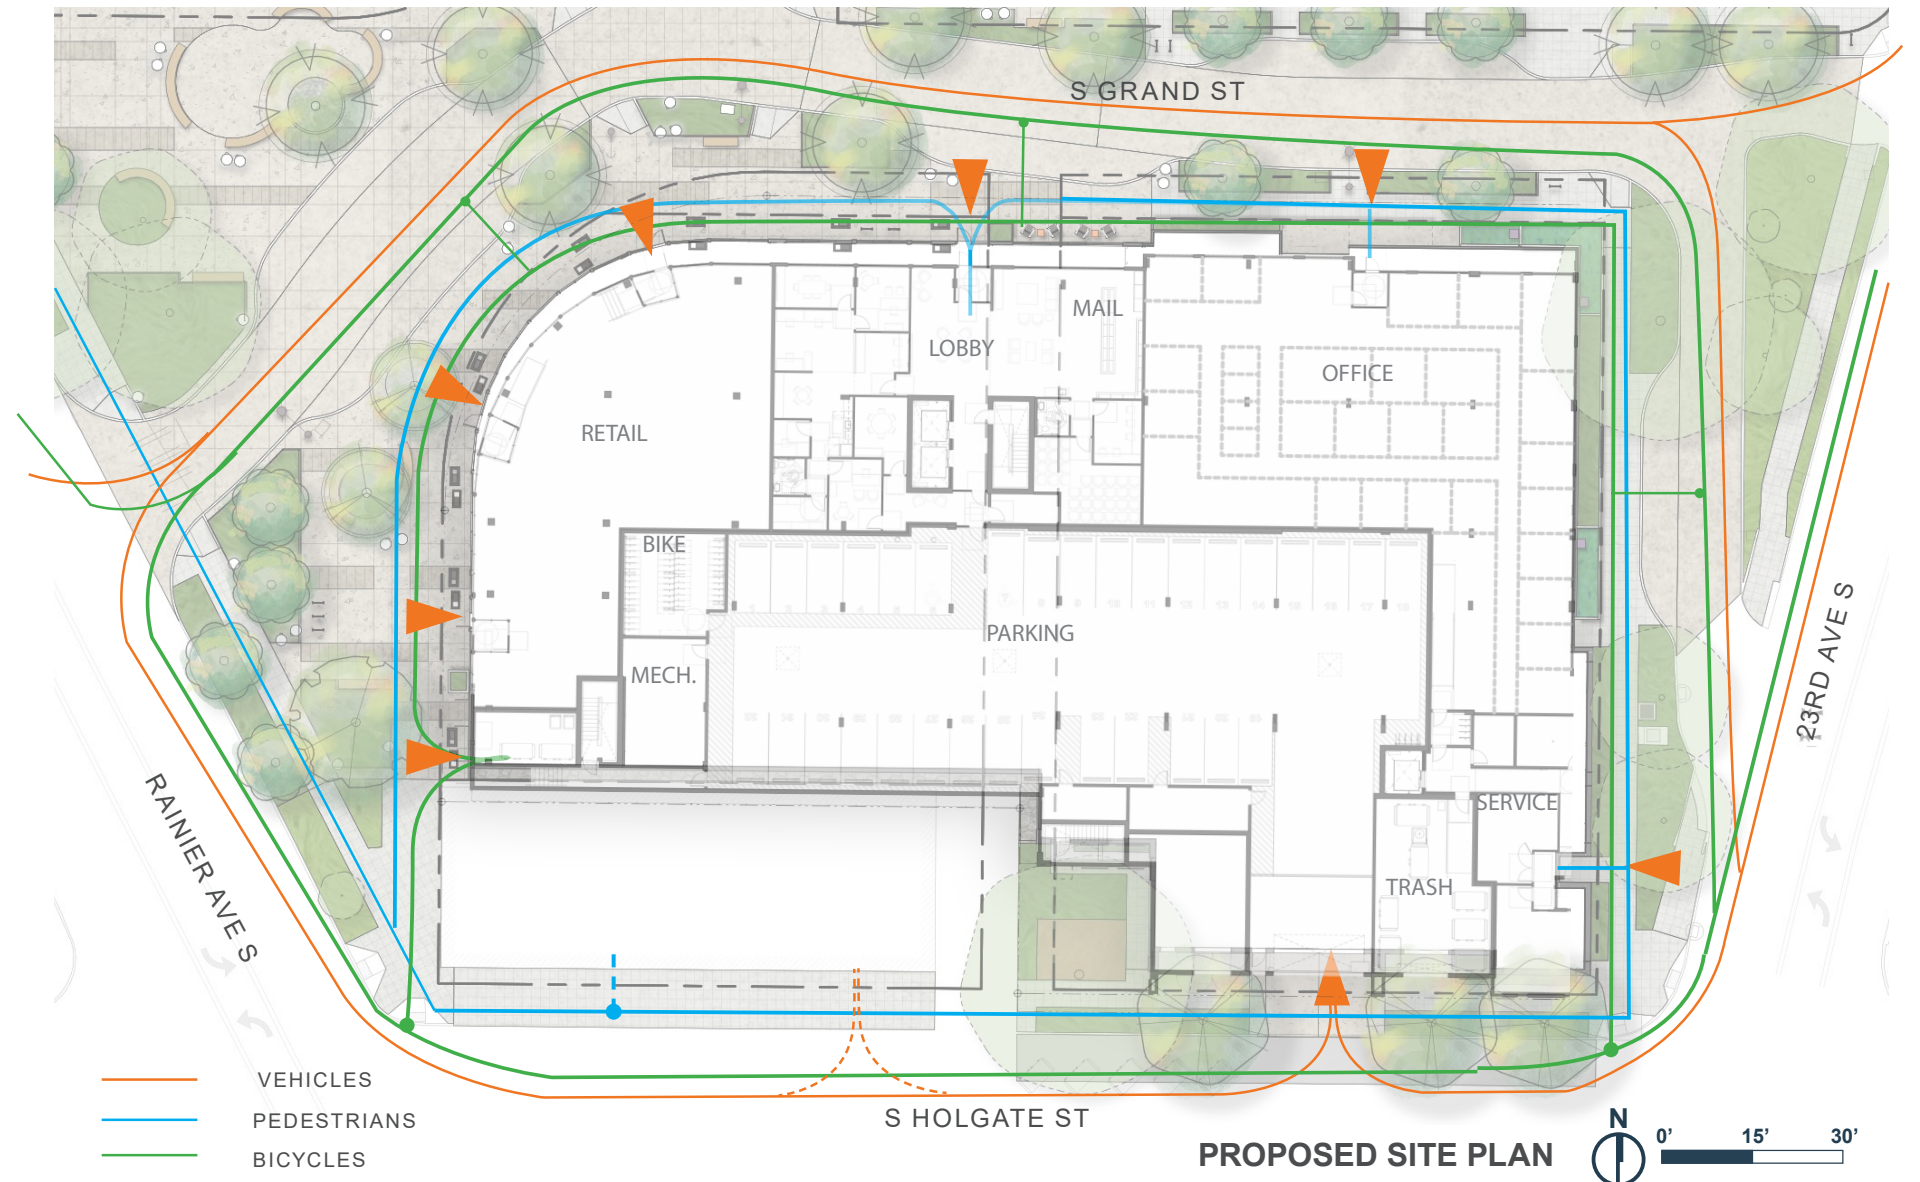 S GRAND ST
MAIL
LOBBY
OFFICE
RETAIL
BIKE
PARKING
MECH.
23RD AVE S
SERVICE
RAINIER AVE S
TRASH
VEHICLES
PEDESTRIANS
BICYCLES
S HOLGATE ST
PROPOSED SITE PLAN
N
0’ 15’ 30’